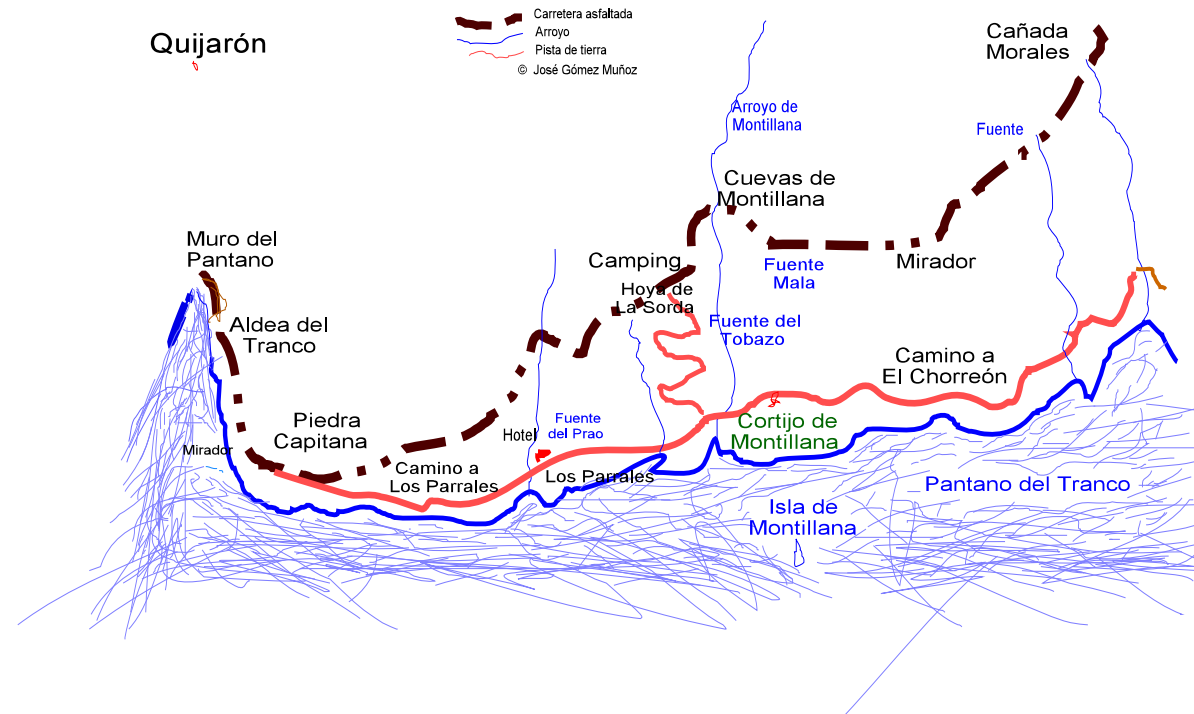 Carretera asfaltada
Arroyo
Pista de tierra
© José Gómez Muñoz
Quijarón
Cañada
Morales
Arroyo de
Montillana
Fuente
Cuevas de
Montillana
Muro del
Pantano
Camping
Fuente
Mala
Mirador
Hoya de
La Sorda
Aldea del
Tranco
Fuente del
Tobazo
Camino a
El Chorreón
Piedra
Capitana
Mirador
Hotel
Fuente
del Prao
Cortijo de
Montillana
Camino a
Los Parrales
Los Parrales
Pantano del Tranco
Isla de
Montillana